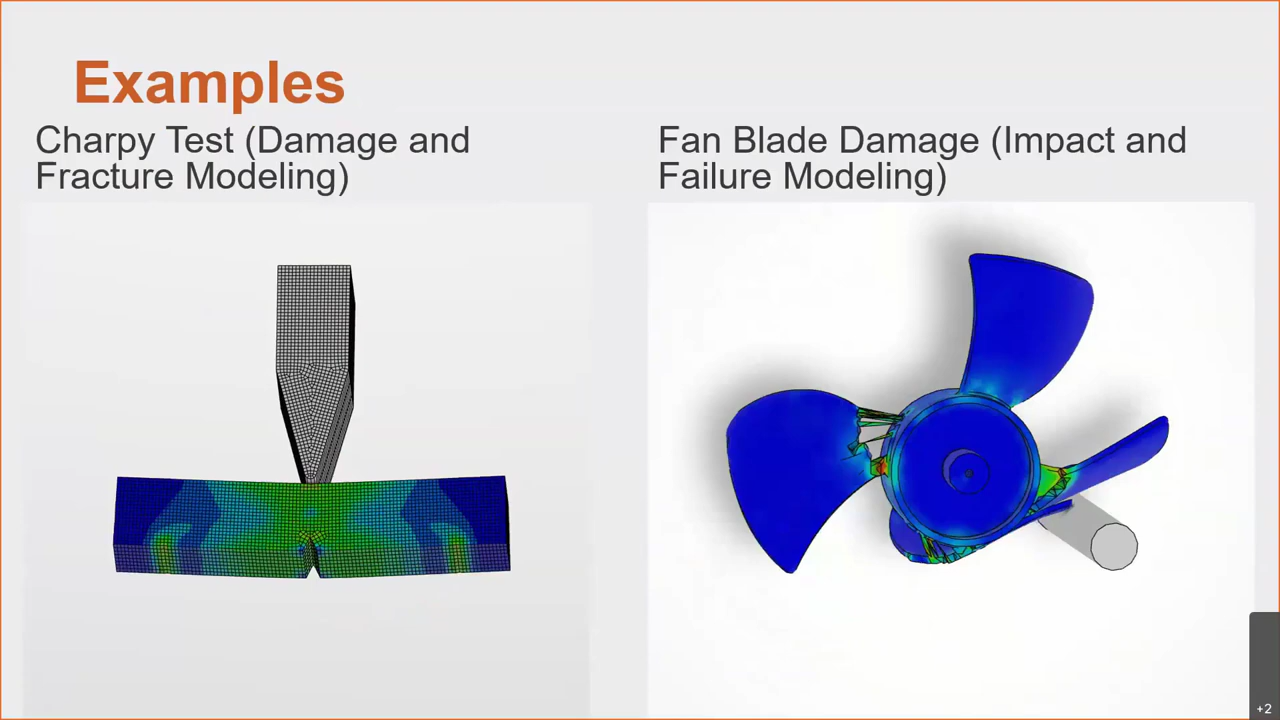 Examples
Charpy Test (Damage and
Fracture Modeling)
Fan Blade Damage (Impact and
Failure Modeling)
+2